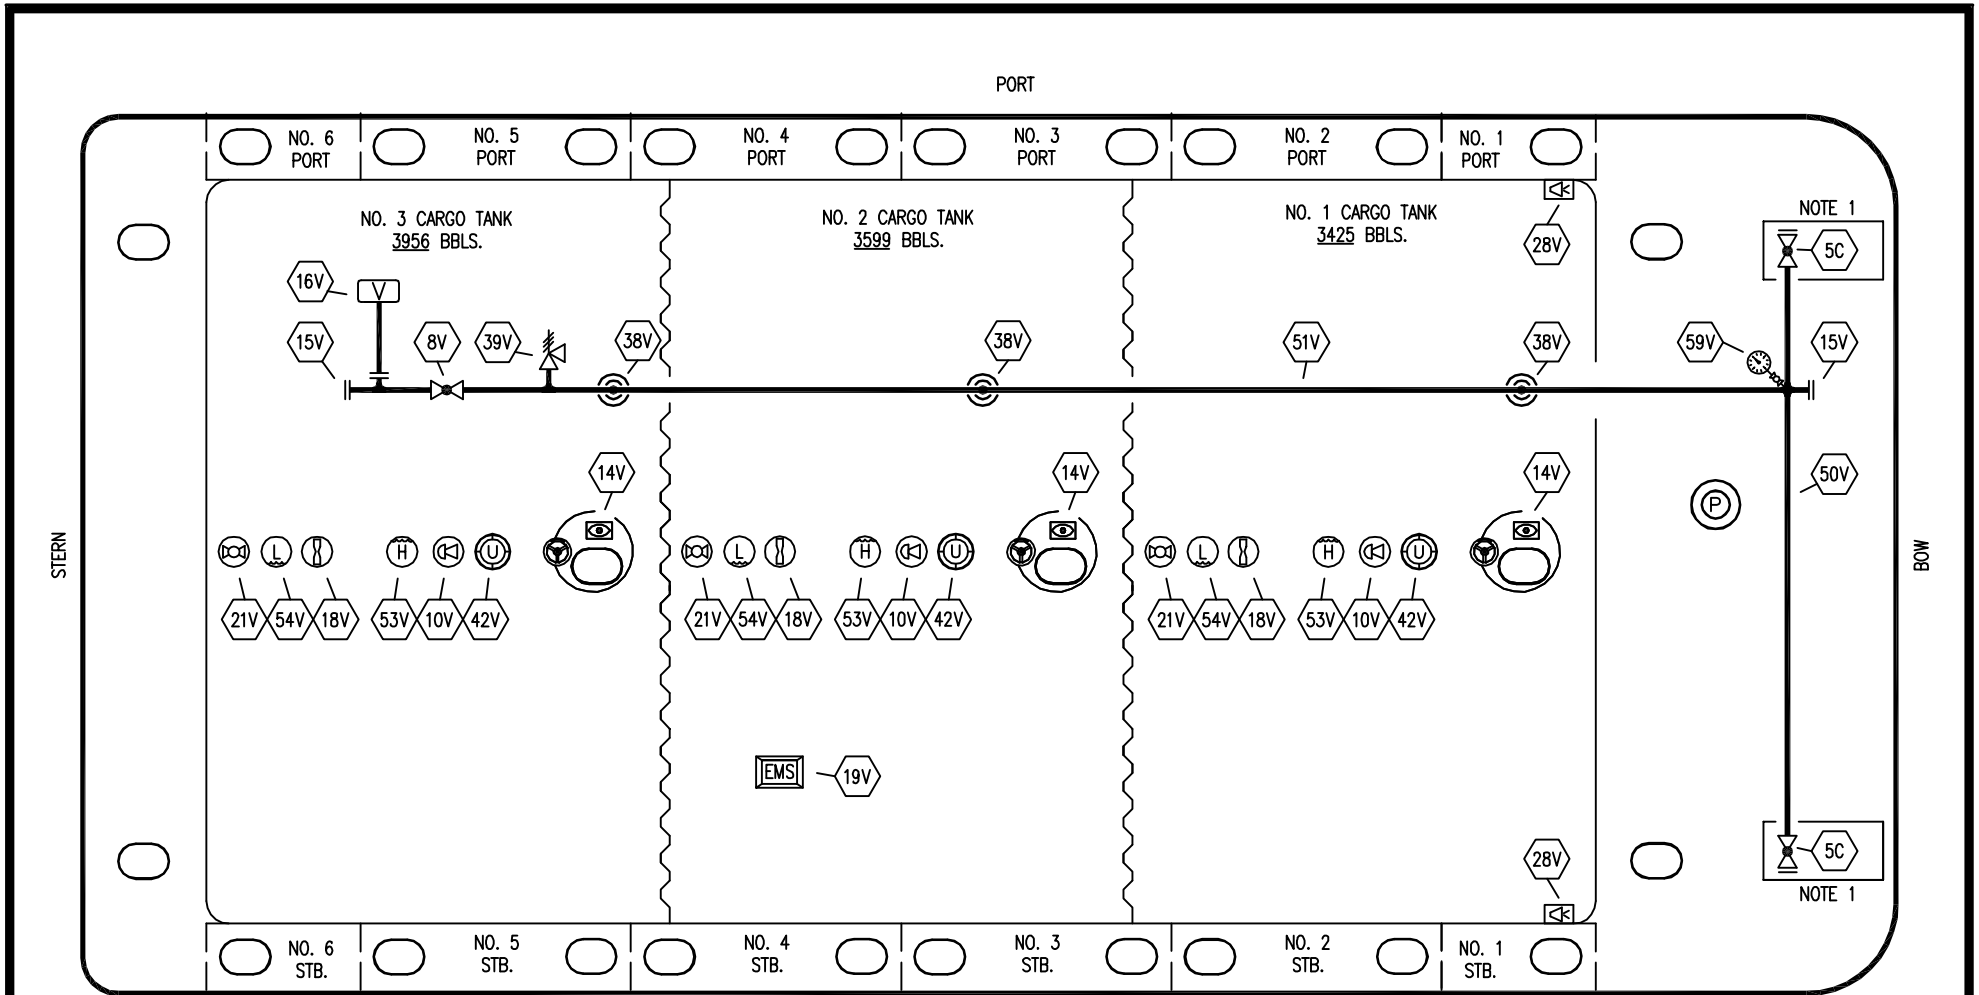 PORT
NO. 6
PORT
NO. 5
PORT
NO. 4
PORT
NO. 3
PORT
NO. 2
PORT
NO. 1
PORT
NO. 3 CARGO TANK
3956 BBLS.
NO. 2 CARGO TANK
3599 BBLS.
NO. 1 CARGO TANK
3425 BBLS.
28V
NOTE 1
5C
16V
V
15V
8V
39V
38V
38V
51V
38V
59V
15V
14V
14V
14V
50V
P
STERN
BOW
L
H
U
L
H
U
L
H
U
21V
54V
18V
53V
10V
42V
21V
54V
18V
53V
10V
42V
21V
54V
18V
53V
10V
42V
EMS
19V
28V
5C
NOTE 1
NO. 6
STB.
NO. 5
STB.
NO. 4
STB.
NO. 3
STB.
NO. 2
STB.
NO. 1
STB.